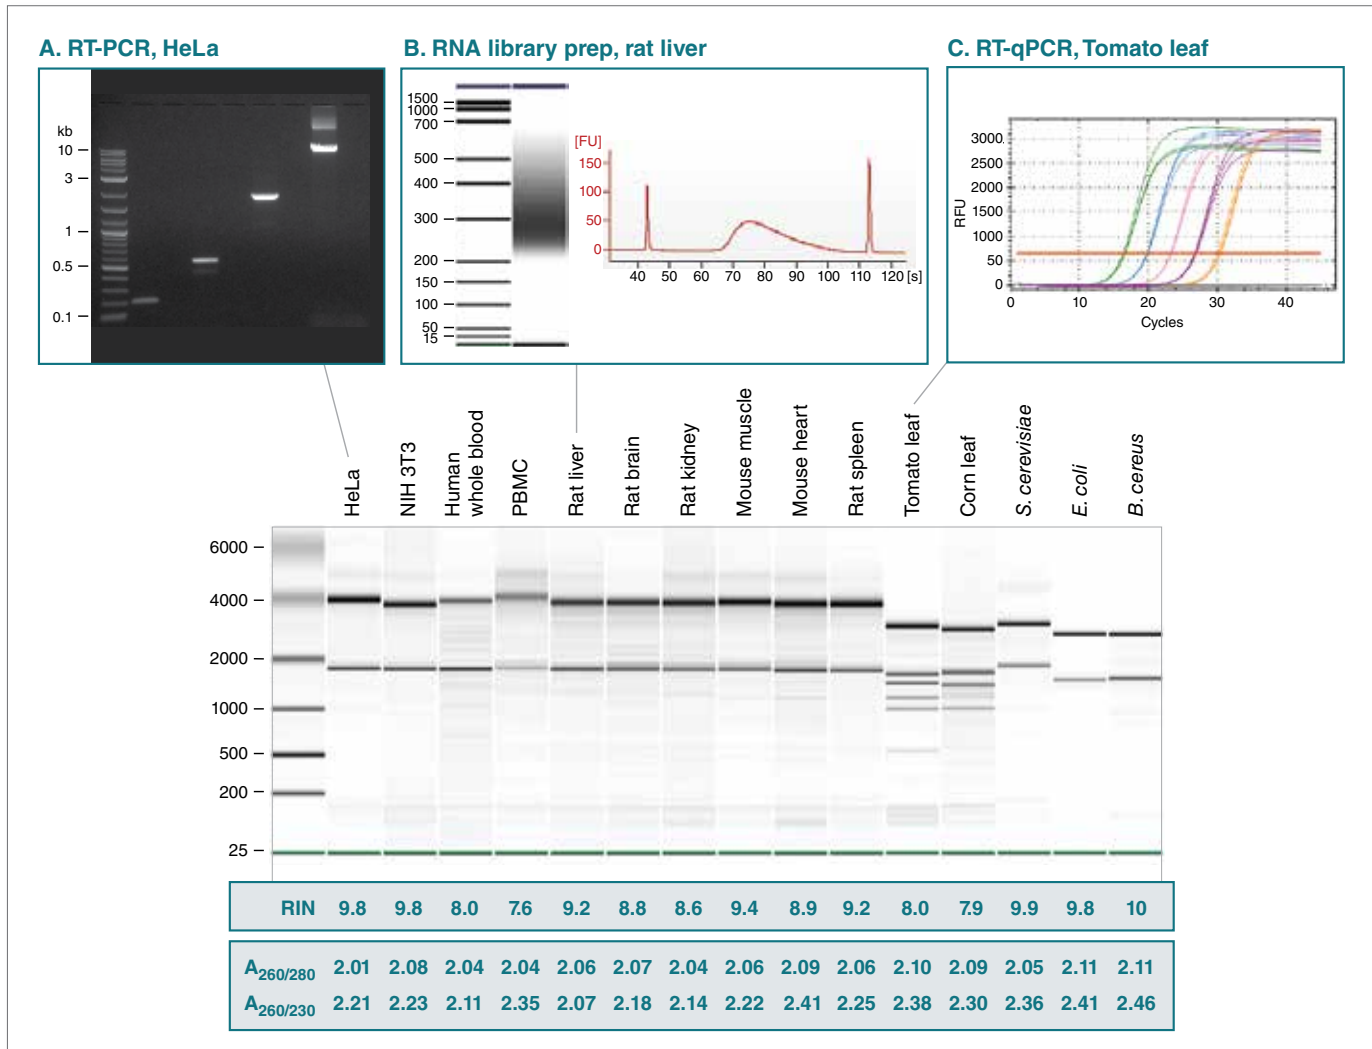 A. RT-PCR, HeLa
kb
10
3
1
0.5
0.1
B. RNA library prep, rat liver
1500
1000
700
500
400
300
200
150
100
50
15
[FU]
150
100
50
0
40 50 60 70 80 90 100 110 120 [s]
C. RT-qPCR, Tomato leaf
RFU
3000
2500
2000
1500
1000
500
0
0 10 20 30 40
Cycles
HeLa
NIH 3T3
Human
whole blood
PBMC
Rat liver
Rat brain
Rat kidney
Mouse muscle
Mouse heart
Rat spleen
Tomato leaf
Corn leaf
S. cerevisiae
E. coli
B. cereus
6000
4000
2000
1000
500
200
25
RIN 9.8 9.8 8.0 7.6 9.2 8.8 8.6 9.4 8.9 9.2 8.0 7.9 9.9 9.8 10
A260/280 2.01 2.08 2.04 2.04 2.06 2.07 2.04 2.06 2.09 2.06 2.10 2.09 2.05 2.11 2.11
A260/230 2.21 2.23 2.11 2.35 2.07 2.18 2.14 2.22 2.41 2.25 2.38 2.30 2.36 2.41 2.46